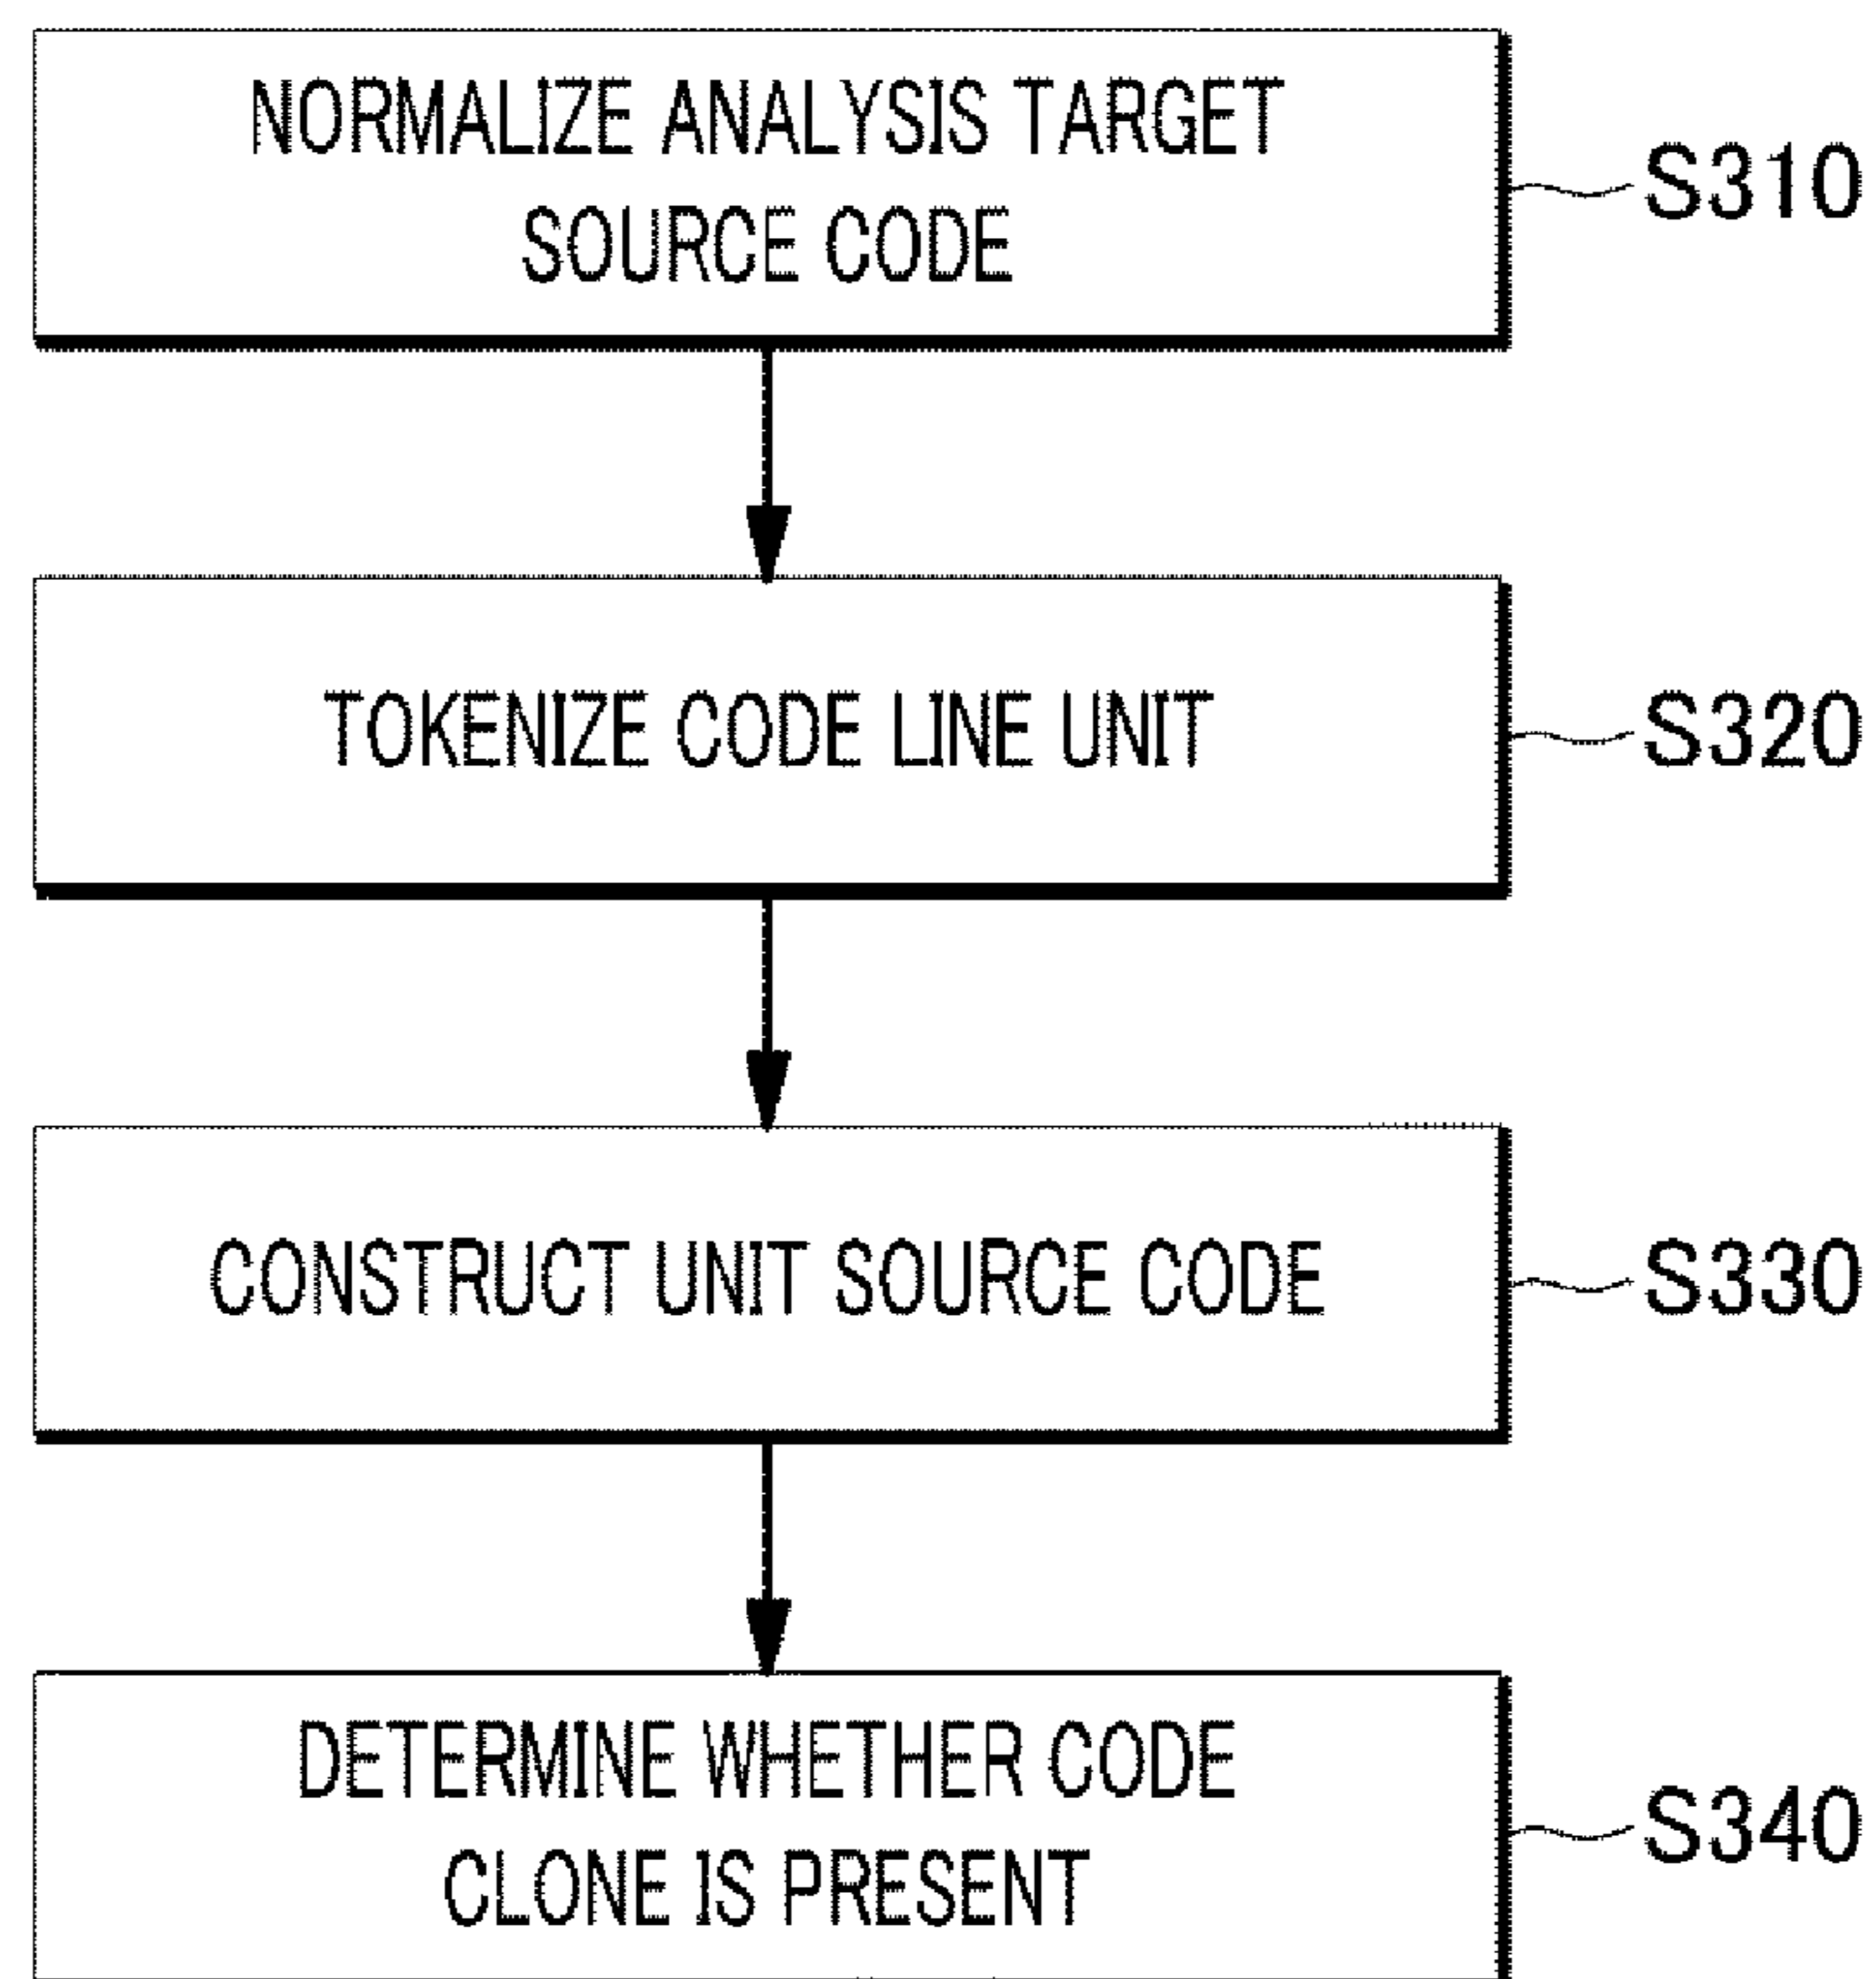 NORMALIZE ANALYSIS TARGET
SOURCE CODE
S310
TOKENIZE CODE LINE UNIT
S320
CONSTRUCT UNIT SOURCE CODE
S330
DETERMINE WHETHER CODE
CLONE IS PRESENT
S340